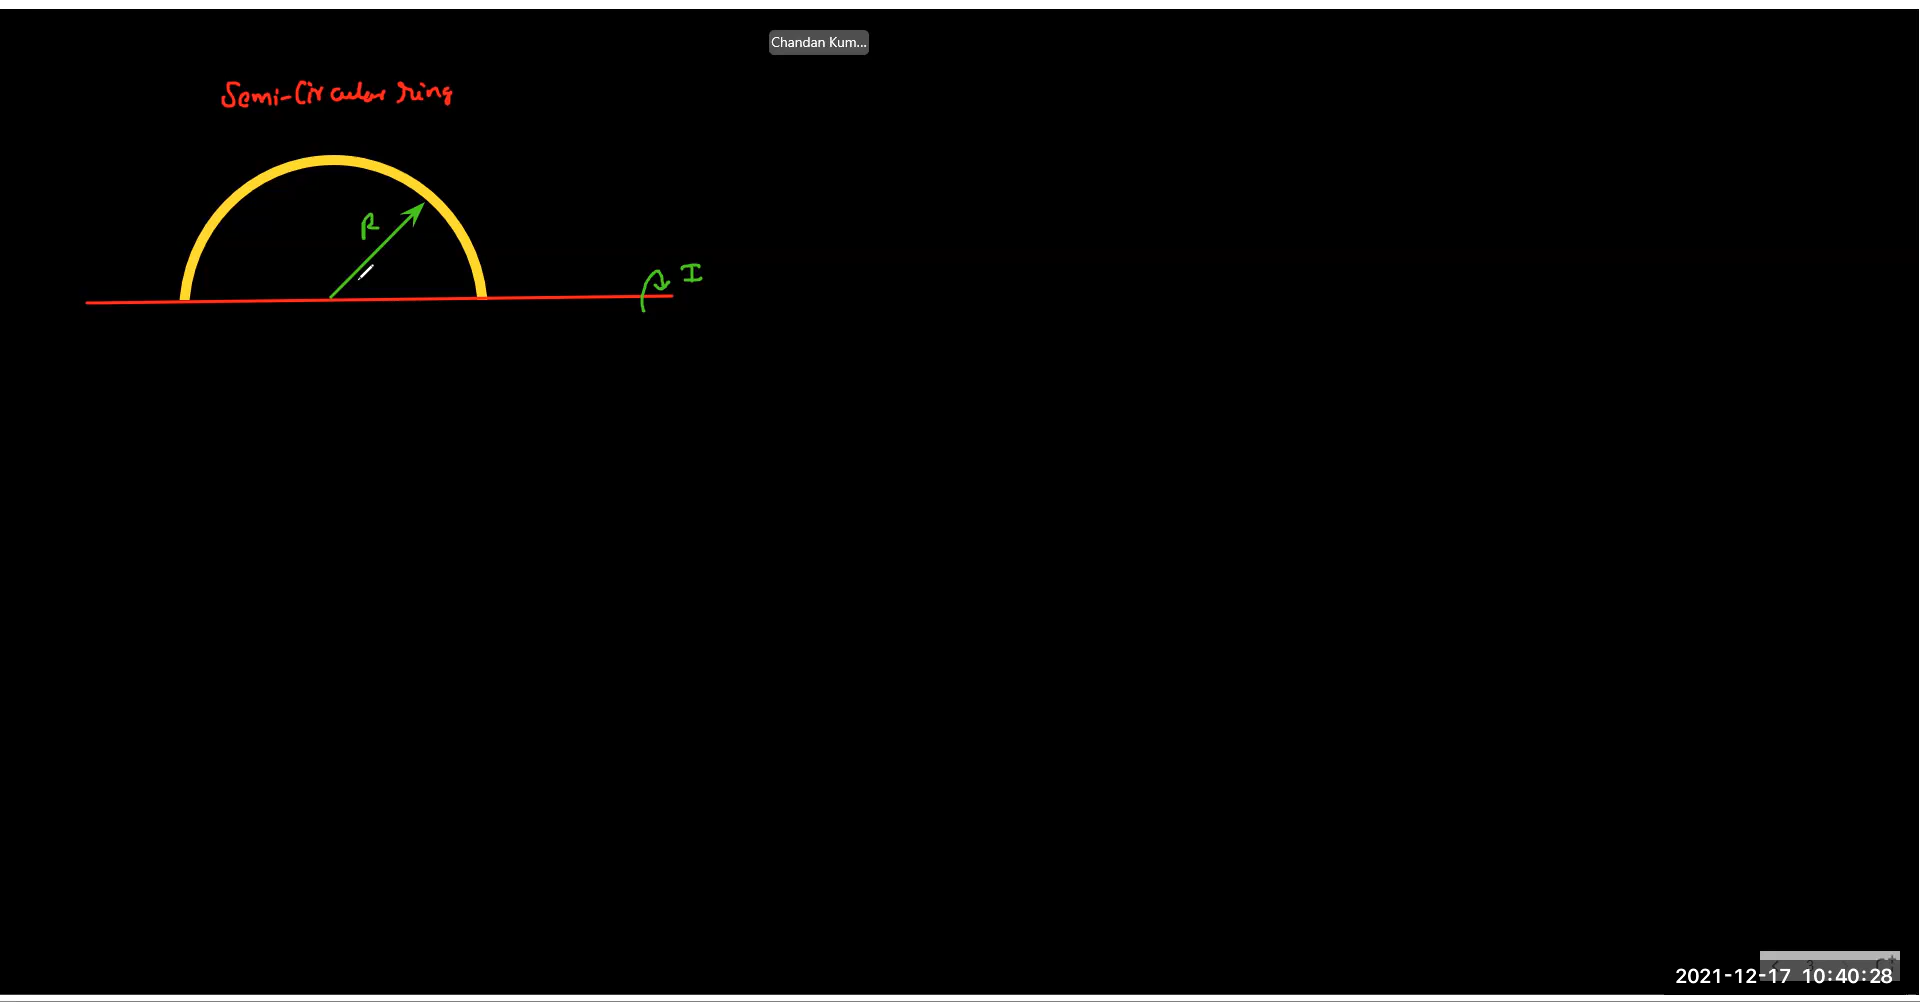 Chandan Kum...
Semi-Circular ring
R
I
2021-12-17 10:40:28